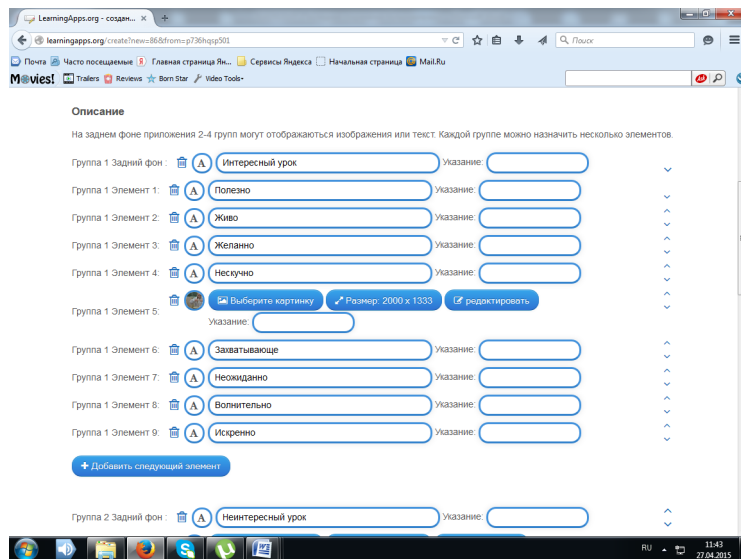 LearningApps.org - создан... × +
learningapps.org/create?new=86&from=p736hqsp501 Поиск
Почта Часто посещаемые Главная страница Ян... Сервисы Яндекса Начальная страница Mail.Ru
Movies! Trailers Reviews Born Star Video Tools
Описание
На заднем фоне приложения 2-4 групп могут отображаються изображения или текст. Каждой группе можно назначить несколько элементов.
Группа 1 Задний фон : A Интересный урок Указание:
Группа 1 Элемент 1: A Полезно Указание:
Группа 1 Элемент 2: A Живо Указание:
Группа 1 Элемент 3: A Желанно Указание:
Группа 1 Элемент 4: A Нескучно Указание:
Группа 1 Элемент 5: Выберите картинку Размер: 2000 x 1333 редактировать
Указание:
Группа 1 Элемент 6: A Захватывающе Указание:
Группа 1 Элемент 7: A Неожиданно Указание:
Группа 1 Элемент 8: A Волнительно Указание:
Группа 1 Элемент 9: A Искренно Указание:
+ Добавить следующий элемент
Группа 2 Задний фон : A Неинтересный урок Указание:
RU 11:43
27.04.2015